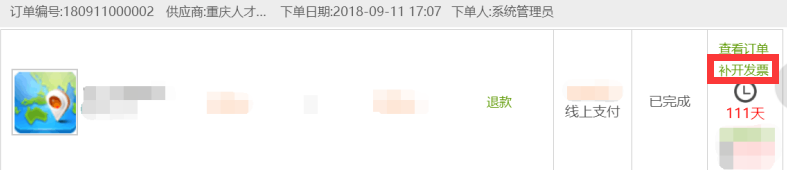 订单编号:180911000002 供应商:重庆人才... 下单日期:2018-09-11 17:07 下单人:系统管理员
查看订单
补开发票
退款
线上支付
已完成
111天